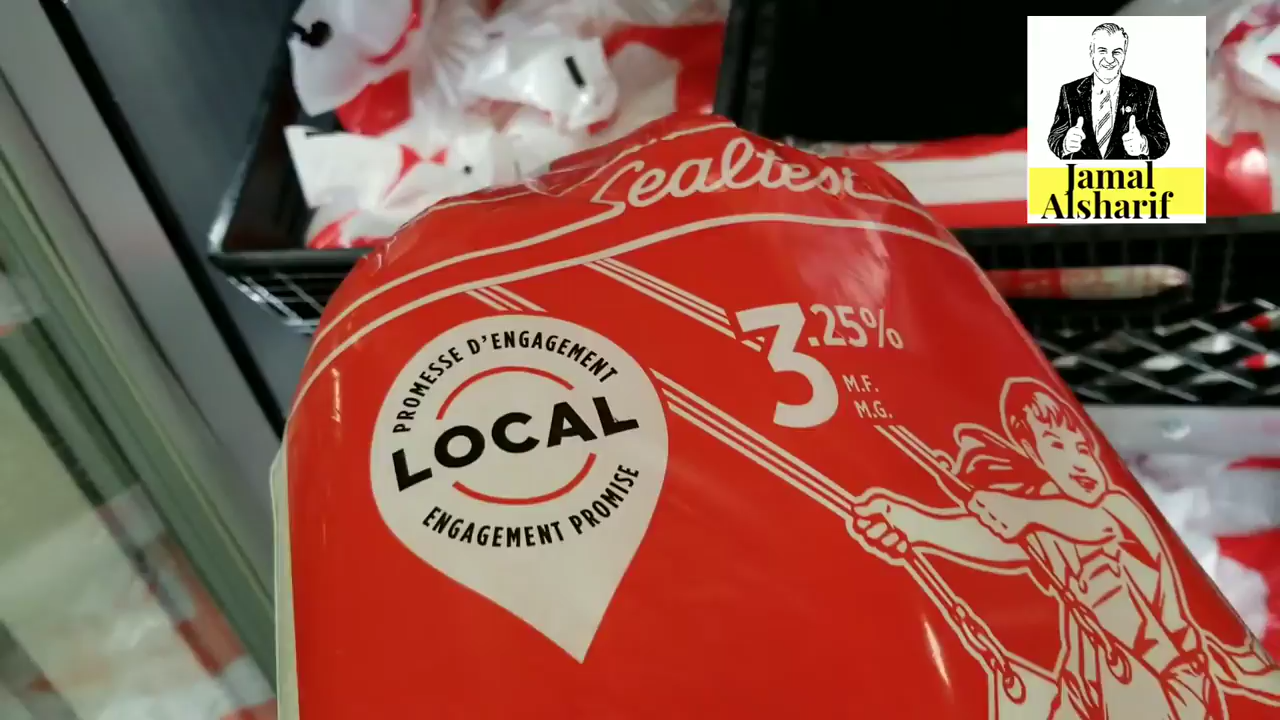 Sealtest
3.25%
M.F.
M.G.
PROMESSE D'ENGAGEMENT
LOCAL
ENGAGEMENT PROMISE
Jamal
Alsharif